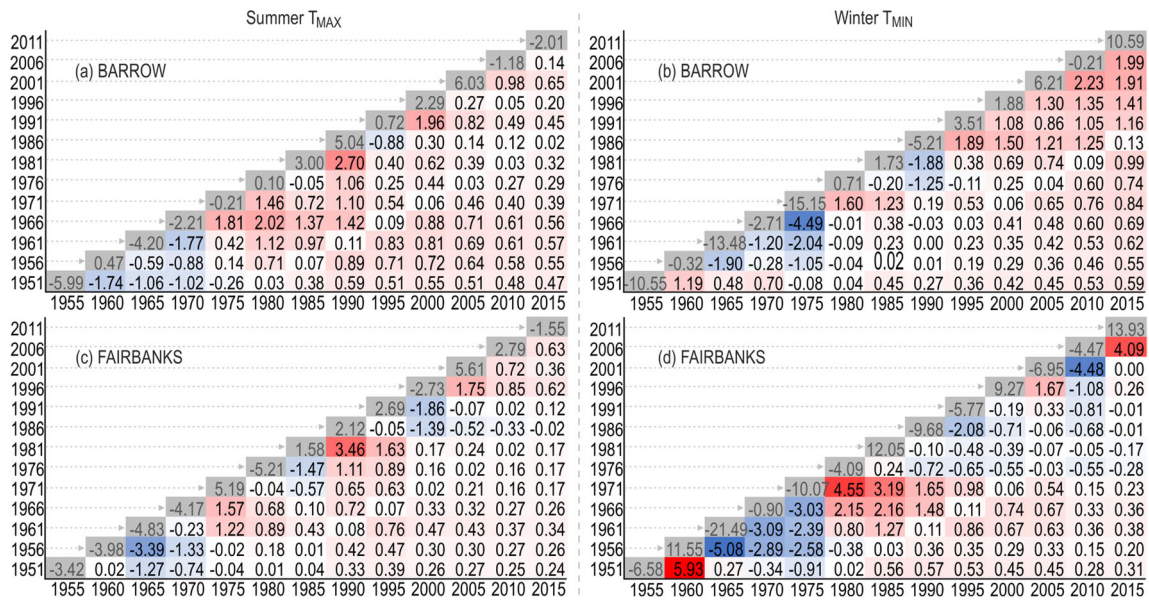 Summer TMAX
Winter TMIN
(a) BARROW
2011 -2.01
2006 -1.18 0.14
2001 6.03 0.98 0.65
1996 2.29 0.27 0.05 0.20
1991 0.72 1.96 0.82 0.49 0.45
1986 5.04 -0.88 0.30 0.14 0.12 0.02
1981 3.00 2.70 0.40 0.62 0.39 0.03 0.32
1976 0.10 -0.05 1.06 0.25 0.44 0.03 0.27 0.29
1971 -0.21 1.46 0.72 1.10 0.54 0.06 0.46 0.40 0.39
1966 -2.21 1.81 2.02 1.37 1.42 0.09 0.88 0.71 0.61 0.56
1961 -4.20 -1.77 0.42 1.12 0.97 0.11 0.83 0.81 0.69 0.61 0.57
1956 0.47 -0.59 -0.88 0.14 0.71 0.07 0.89 0.71 0.72 0.64 0.58 0.55
1951 -5.99 -1.74 -1.06 -1.02 -0.26 0.03 0.38 0.59 0.51 0.55 0.51 0.48 0.47
1955 1960 1965 1970 1975 1980 1985 1990 1995 2000 2005 2010 2015
(b) BARROW
2011 10.59
2006 -0.21 1.99
2001 6.21 2.23 1.91
1996 1.88 1.30 1.35 1.41
1991 3.51 1.08 0.86 1.05 1.16
1986 -5.21 1.89 1.50 1.21 1.25 0.13
1981 1.73 -1.88 0.38 0.69 0.74 0.09 0.99
1976 0.71 -0.20 -1.25 -0.11 0.25 0.04 0.60 0.74
1971 -15.15 1.60 1.23 0.19 0.53 0.06 0.65 0.76 0.84
1966 -2.71 -4.49 -0.01 0.38 -0.03 0.03 0.41 0.48 0.60 0.69
1961 -13.48 -1.20 -2.04 -0.09 0.23 0.00 0.23 0.35 0.42 0.53 0.62
1956 -0.32 -1.90 -0.28 -1.05 -0.04 0.02 0.01 0.19 0.29 0.36 0.46 0.55
1951 -10.55 1.19 0.48 0.70 -0.08 0.04 0.45 0.27 0.36 0.42 0.45 0.53 0.59
1955 1960 1965 1970 1975 1980 1985 1990 1995 2000 2005 2010 2015
(c) FAIRBANKS
2011 -1.55
2006 2.79 0.63
2001 5.61 0.72 0.36
1996 -2.73 1.75 0.85 0.62
1991 2.69 -1.86 -0.07 0.02 0.12
1986 2.12 -0.05 -1.39 -0.52 -0.33 -0.02
1981 1.58 3.46 1.63 0.16 0.24 0.02 0.17
1976 -5.21 -1.47 1.11 0.89 0.17 0.02 0.16 0.17
1971 5.19 -0.04 -0.57 0.65 0.63 0.02 0.21 0.16 0.17
1966 -4.17 1.57 0.68 0.10 0.72 0.07 0.33 0.32 0.27 0.26
1961 -4.83 -0.23 1.22 0.89 0.43 0.08 0.76 0.47 0.43 0.37 0.34
1956 -3.98 -3.39 -1.33 -0.02 0.18 0.01 0.42 0.47 0.30 0.30 0.27 0.26
1951 -3.42 0.02 -1.27 -0.74 -0.04 0.01 0.04 0.33 0.39 0.26 0.27 0.25 0.24
1955 1960 1965 1970 1975 1980 1985 1990 1995 2000 2005 2010 2015
(d) FAIRBANKS
2011 13.93
2006 -4.47 4.09
2001 -6.95 -4.48 0.00
1996 9.27 1.67 -1.08 0.26
1991 -5.77 -0.19 0.33 -0.81 -0.01
1986 -9.68 -2.08 -0.71 -0.06 -0.68 -0.01
1981 12.05 -0.10 -0.48 -0.39 -0.07 -0.05 -0.17
1976 -4.09 0.24 -0.72 -0.65 -0.55 -0.03 -0.55 -0.28
1971 -10.07 4.55 3.19 1.65 0.98 0.06 0.54 0.15 0.23
1966 -0.90 -3.03 2.15 2.16 1.48 0.11 0.74 0.67 0.32 0.36
1961 -21.49 -3.09 -2.39 0.80 1.27 0.11 0.86 0.67 0.63 0.36 0.38
1956 11.55 -5.08 -2.89 -2.58 -0.38 0.03 0.36 0.35 0.29 0.33 0.15 0.20
1951 -6.58 5.93 0.27 -0.34 -0.91 0.02 0.56 0.57 0.53 0.45 0.45 0.28 0.31
1955 1960 1965 1970 1975 1980 1985 1990 1995 2000 2005 2010 2015